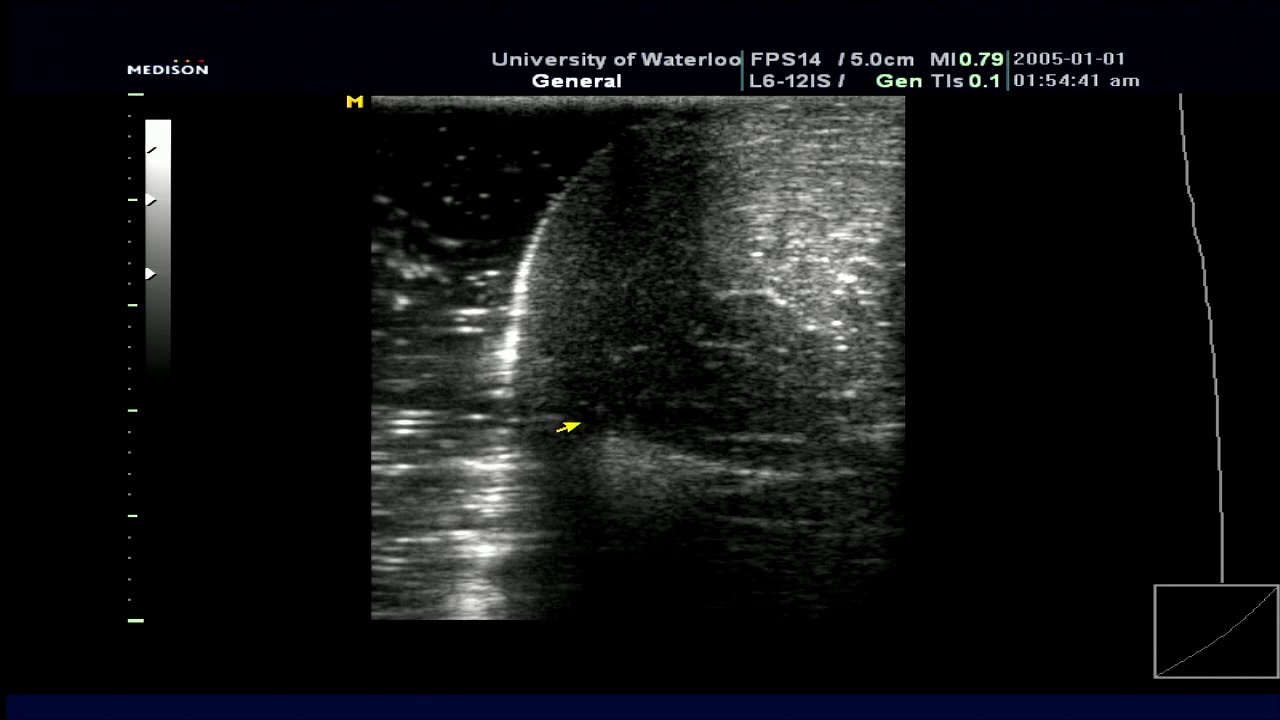 MEDISON
University of Waterloo FPS14 / 5.0cm MI0.79 2005-01-01
General L6-12IS / Gen TIs 0.1 01:54:41 am
M